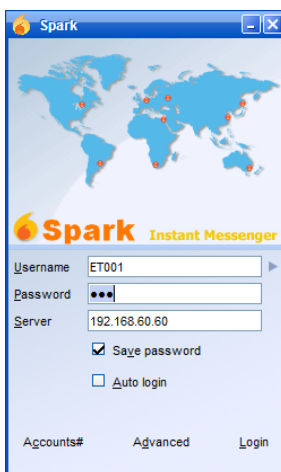 Spark
Spark Instant Messenger
Username ET001
Password •••
Server 192.168.60.60
Save password
Auto login
Accounts# Advanced Login